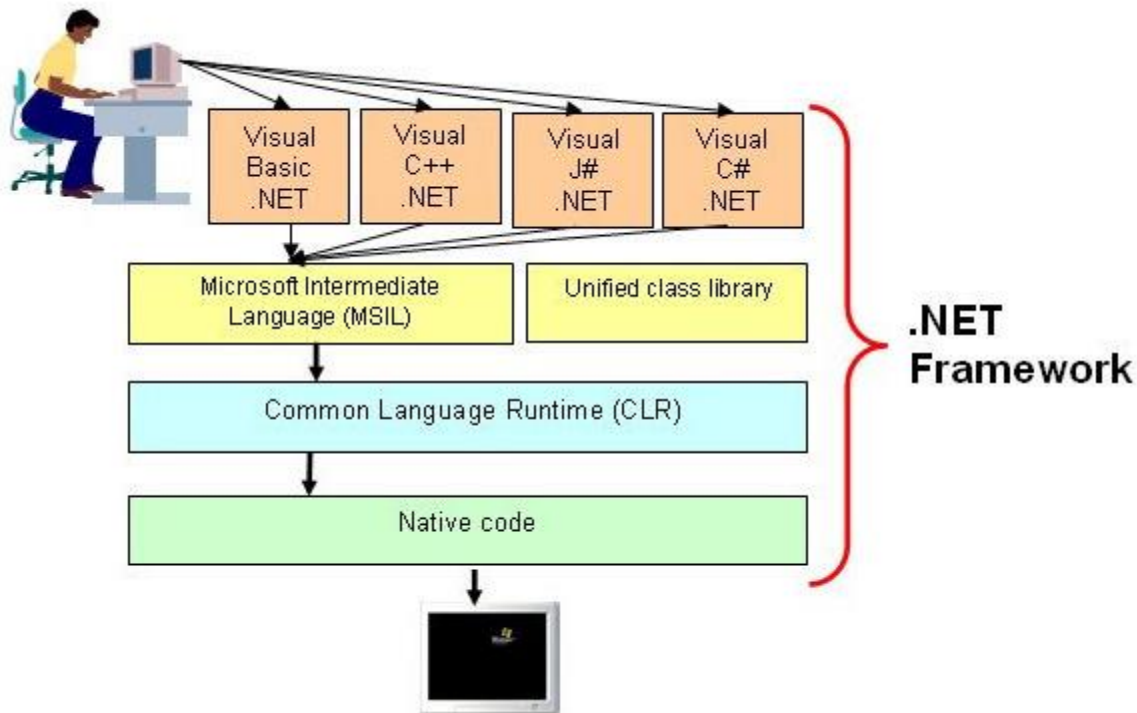 Visual
Basic
.NET
Visual
C++
.NET
Visual
J#
.NET
Visual
C#
.NET
Microsoft Intermediate
Language (MSIL)
Unified class library
.NET
Framework
Common Language Runtime (CLR)
Native code